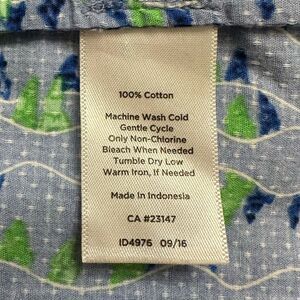 100% Cotton
Machine Wash Cold
Gentle Cycle
Only Non-Chlorine
Bleach When Needed
Tumble Dry Low
Warm Iron, If Needed
Made in Indonesia
CA #23147
ID4976 09/16